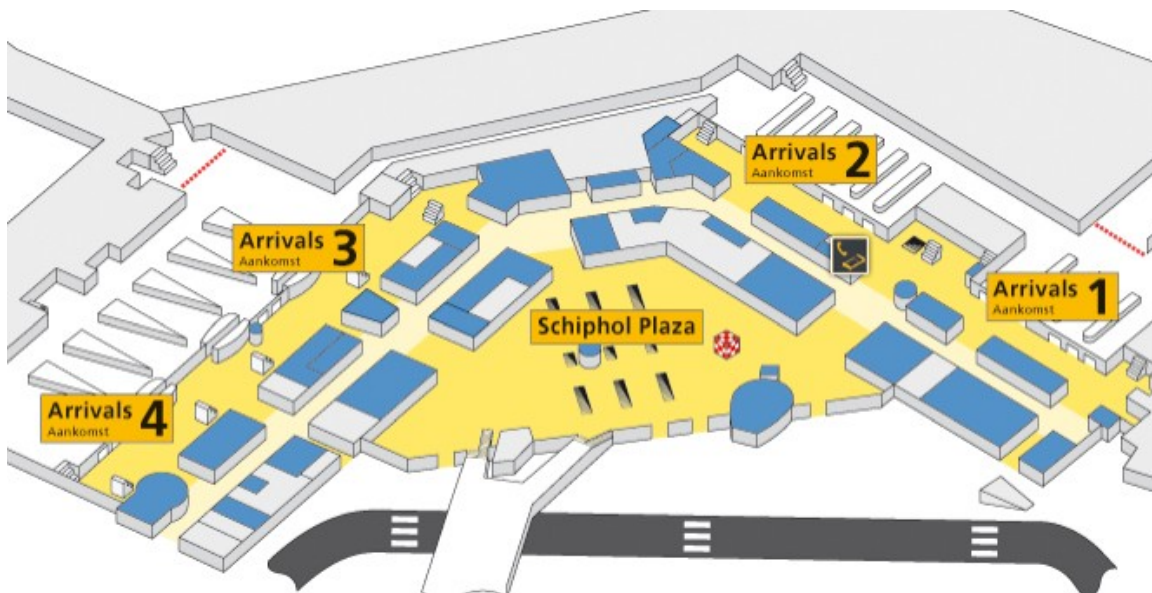 Arrivals 2
Aankomst
Arrivals 3
Aankomst
Arrivals 1
Aankomst
Schiphol Plaza
Arrivals 4
Aankomst